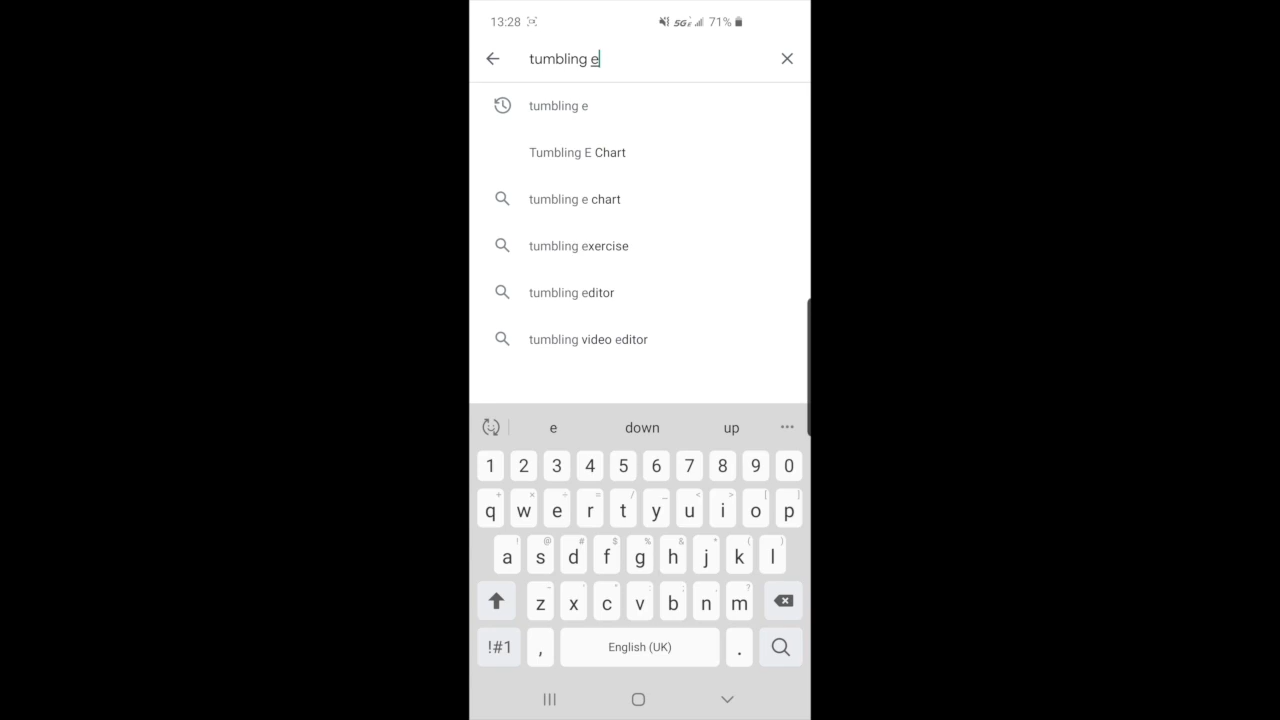 13:28 5G E 71%
tumbling e
tumbling e
Tumbling E Chart
tumbling e chart
tumbling exercise
tumbling editor
tumbling video editor
e down up
1 2 3 4 5 6 7 8 9 0
q w e r t y u i o p
a s d f g h j k l
z x c v b n m
!#1 , English (UK) .